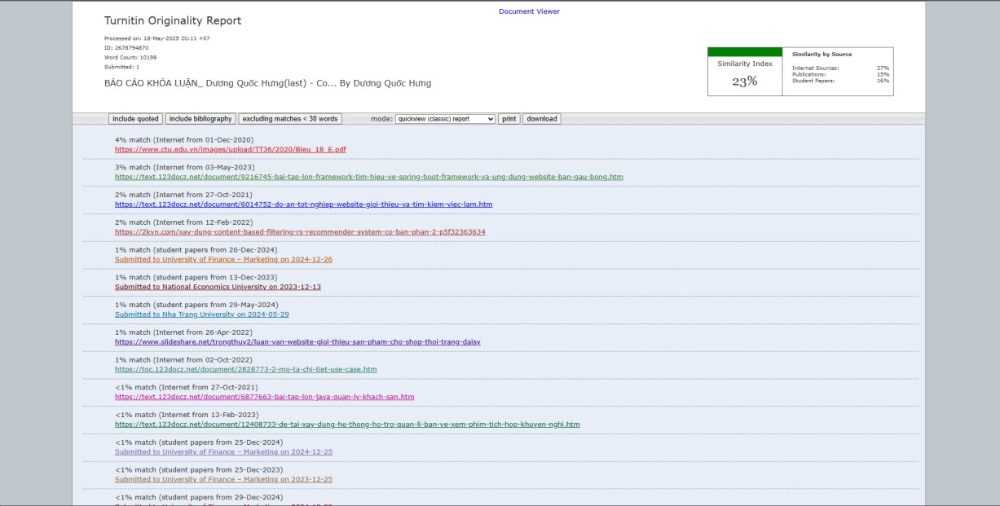 Document Viewer
Turnitin Originality Report
Processed on: 18-May-2025 20:11 +07
ID: 2678794870
Word Count: 10198
Submitted: 1
BÁO CÁO KHÓA LUẬN_ Dương Quốc Hưng(last) - Co... By Dương Quốc Hưng
Similarity Index
23%
Similarity by Source
Internet Sources: 27%
Publications: 15%
Student Papers: 16%
include quoted include bibliography excluding matches < 30 words mode: quickview (classic) report print download
4% match (Internet from 01-Dec-2020)
https://www.ctu.edu.vn/images/upload/TT36/2020/Bieu_18_E.pdf
3% match (Internet from 03-May-2023)
https://text.123docz.net/document/9216745-bai-tap-lon-framework-tim-hieu-ve-spring-boot-framework-va-ung-dung-website-ban-gau-bong.htm
2% match (Internet from 27-Oct-2021)
https://text.123docz.net/document/6014752-do-an-tot-nghiep-website-gioi-thieu-va-tim-kiem-viec-lam.htm
2% match (Internet from 12-Feb-2022)
https://2kvn.com/xay-dung-content-based-filtering-rs-recommender-system-co-ban-phan-2-p5f32363634
1% match (student papers from 26-Dec-2024)
Submitted to University of Finance – Marketing on 2024-12-26
1% match (student papers from 13-Dec-2023)
Submitted to National Economics University on 2023-12-13
1% match (student papers from 29-May-2024)
Submitted to Nha Trang University on 2024-05-29
1% match (Internet from 26-Apr-2022)
https://www.slideshare.net/trongthuy2/luan-van-website-gioi-thieu-san-pham-cho-shop-thoi-trang-daisy
1% match (Internet from 02-Oct-2022)
https://toc.123docz.net/document/2828773-2-mo-ta-chi-tiet-use-case.htm
<1% match (Internet from 27-Oct-2021)
https://text.123docz.net/document/6877663-bai-tap-lon-java-quan-ly-khach-san.htm
<1% match (Internet from 13-Feb-2023)
https://text.123docz.net/document/12408733-de-tai-xay-dung-he-thong-ho-tro-quan-li-ban-ve-xem-phim-tich-hop-khuyen-nghi.htm
<1% match (student papers from 25-Dec-2024)
Submitted to University of Finance – Marketing on 2024-12-25
<1% match (student papers from 25-Dec-2023)
Submitted to University of Finance – Marketing on 2023-12-25
<1% match (student papers from 29-Dec-2024)